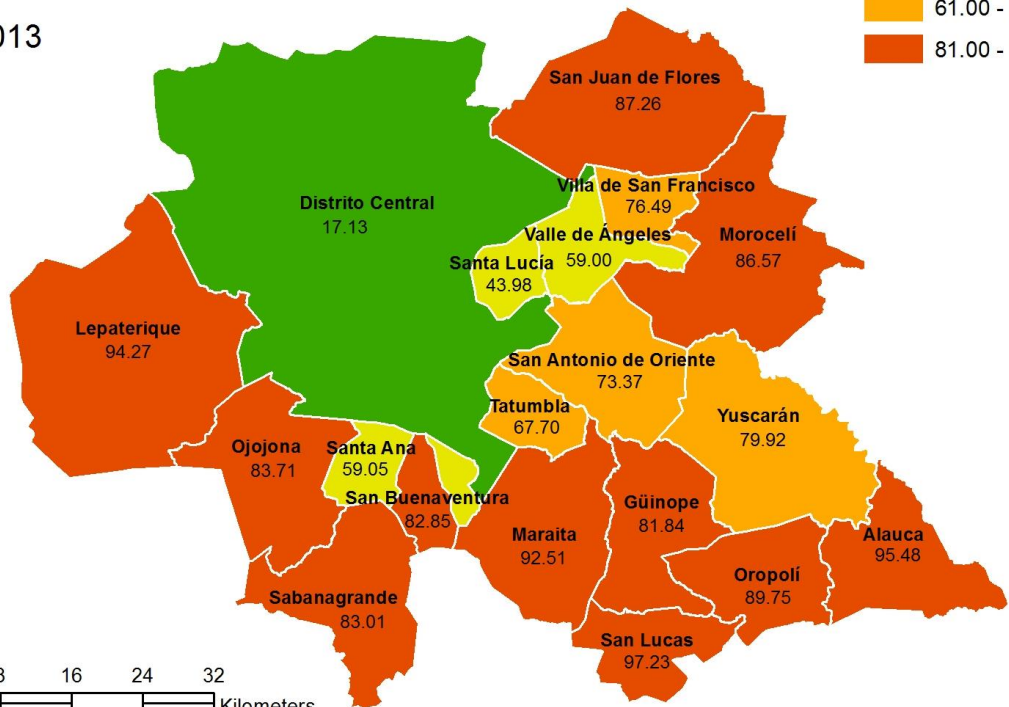 013
61.00 -
81.00 -
San Juan de Flores
87.26
Villa de San Francisco
76.49
Distrito Central
17.13
Valle de Ángeles
59.00
Morocelí
86.57
Santa Lucía
43.98
Lepaterique
94.27
San Antonio de Oriente
73.37
Tatumbla
67.70
Yuscarán
79.92
Ojojona
83.71
Santa Ana
59.05
San Buenaventura
82.85
Güinope
81.84
Maraita
92.51
Alauca
95.48
Oropolí
89.75
Sabanagrande
83.01
San Lucas
97.23
16 24 32
Kilometers